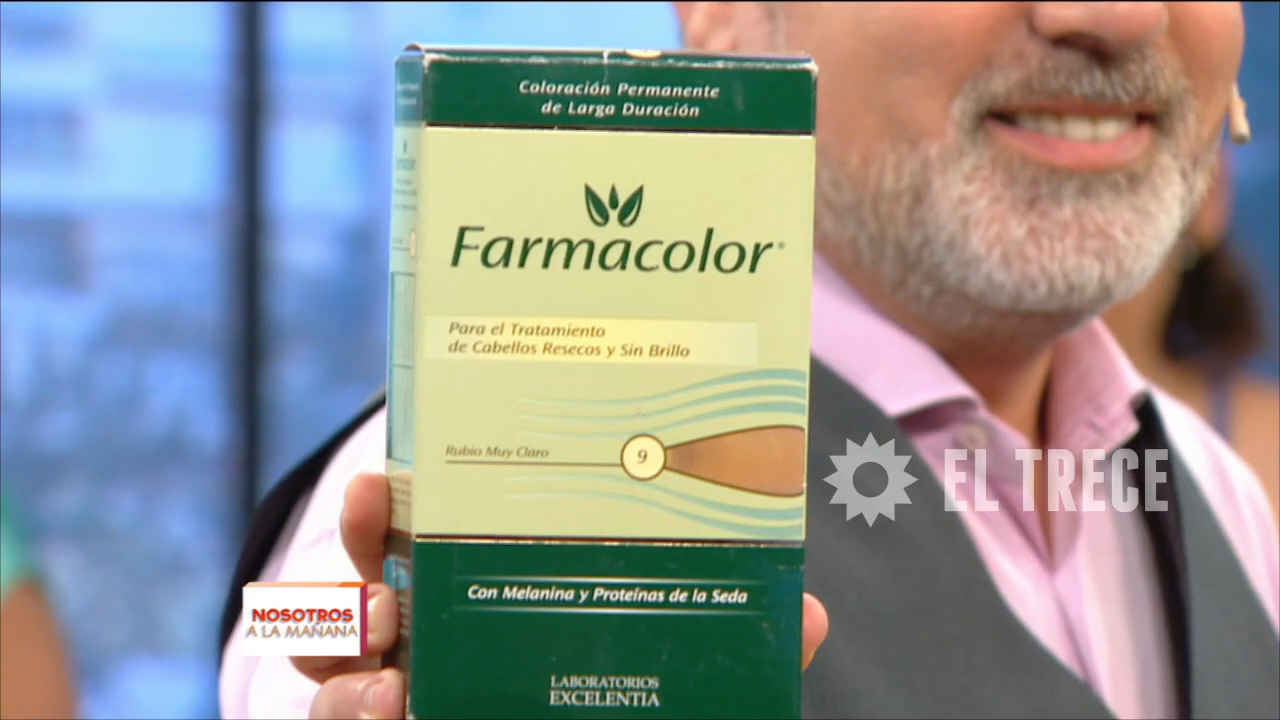 Coloración Permanente
de Larga Duración
Farmacolor
Para el Tratamiento
de Cabellos Resecos y Sin Brillo
Rubio Muy Claro
9
EL TRECE
Con Melanina y Proteínas de la Seda
NOSOTROS
A LA MAÑANA
LABORATORIOS
EXCELENTIA